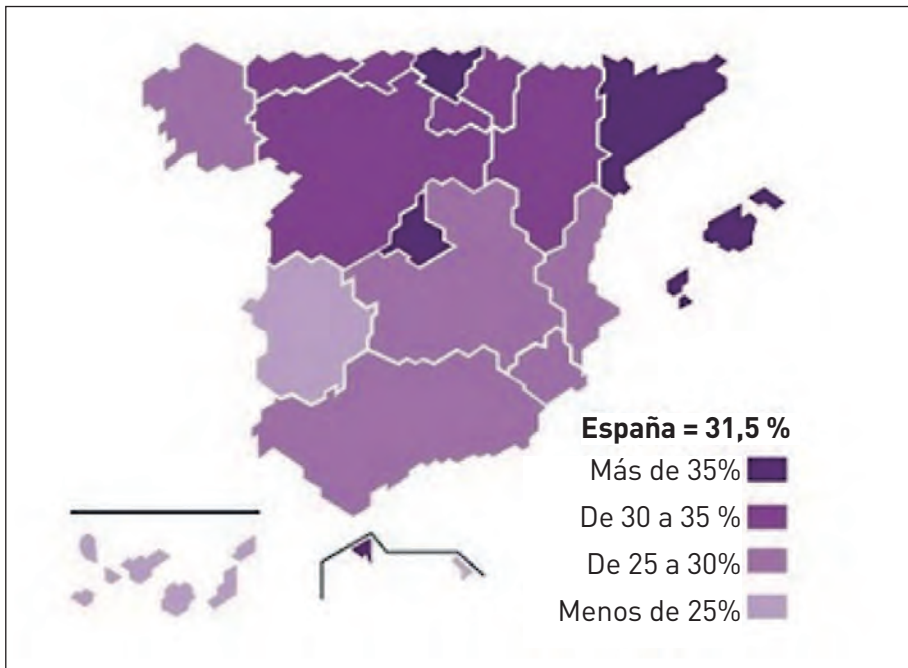 España = 31,5 %
Más de 35%
De 30 a 35 %
De 25 a 30%
Menos de 25%